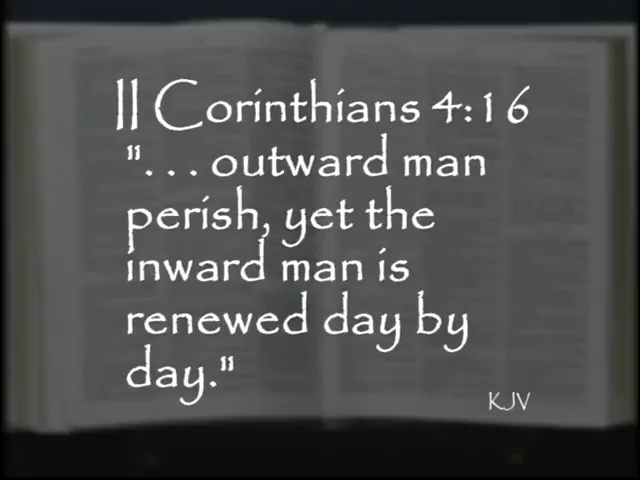 II Corinthians 4:16
". . . outward man
perish, yet the
inward man is
renewed day by
day."
KJV